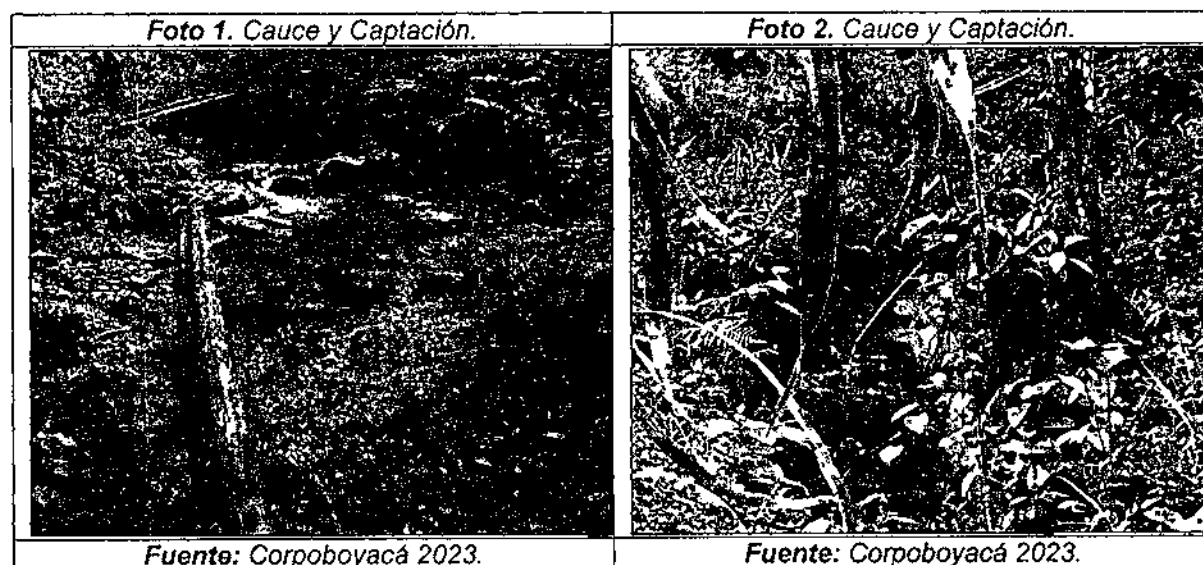 Foto 1. Cauce y Captación.
Foto 2. Cauce y Captación.
Fuente: Corpoboyacá 2023.
Fuente: Corpoboyacá 2023.